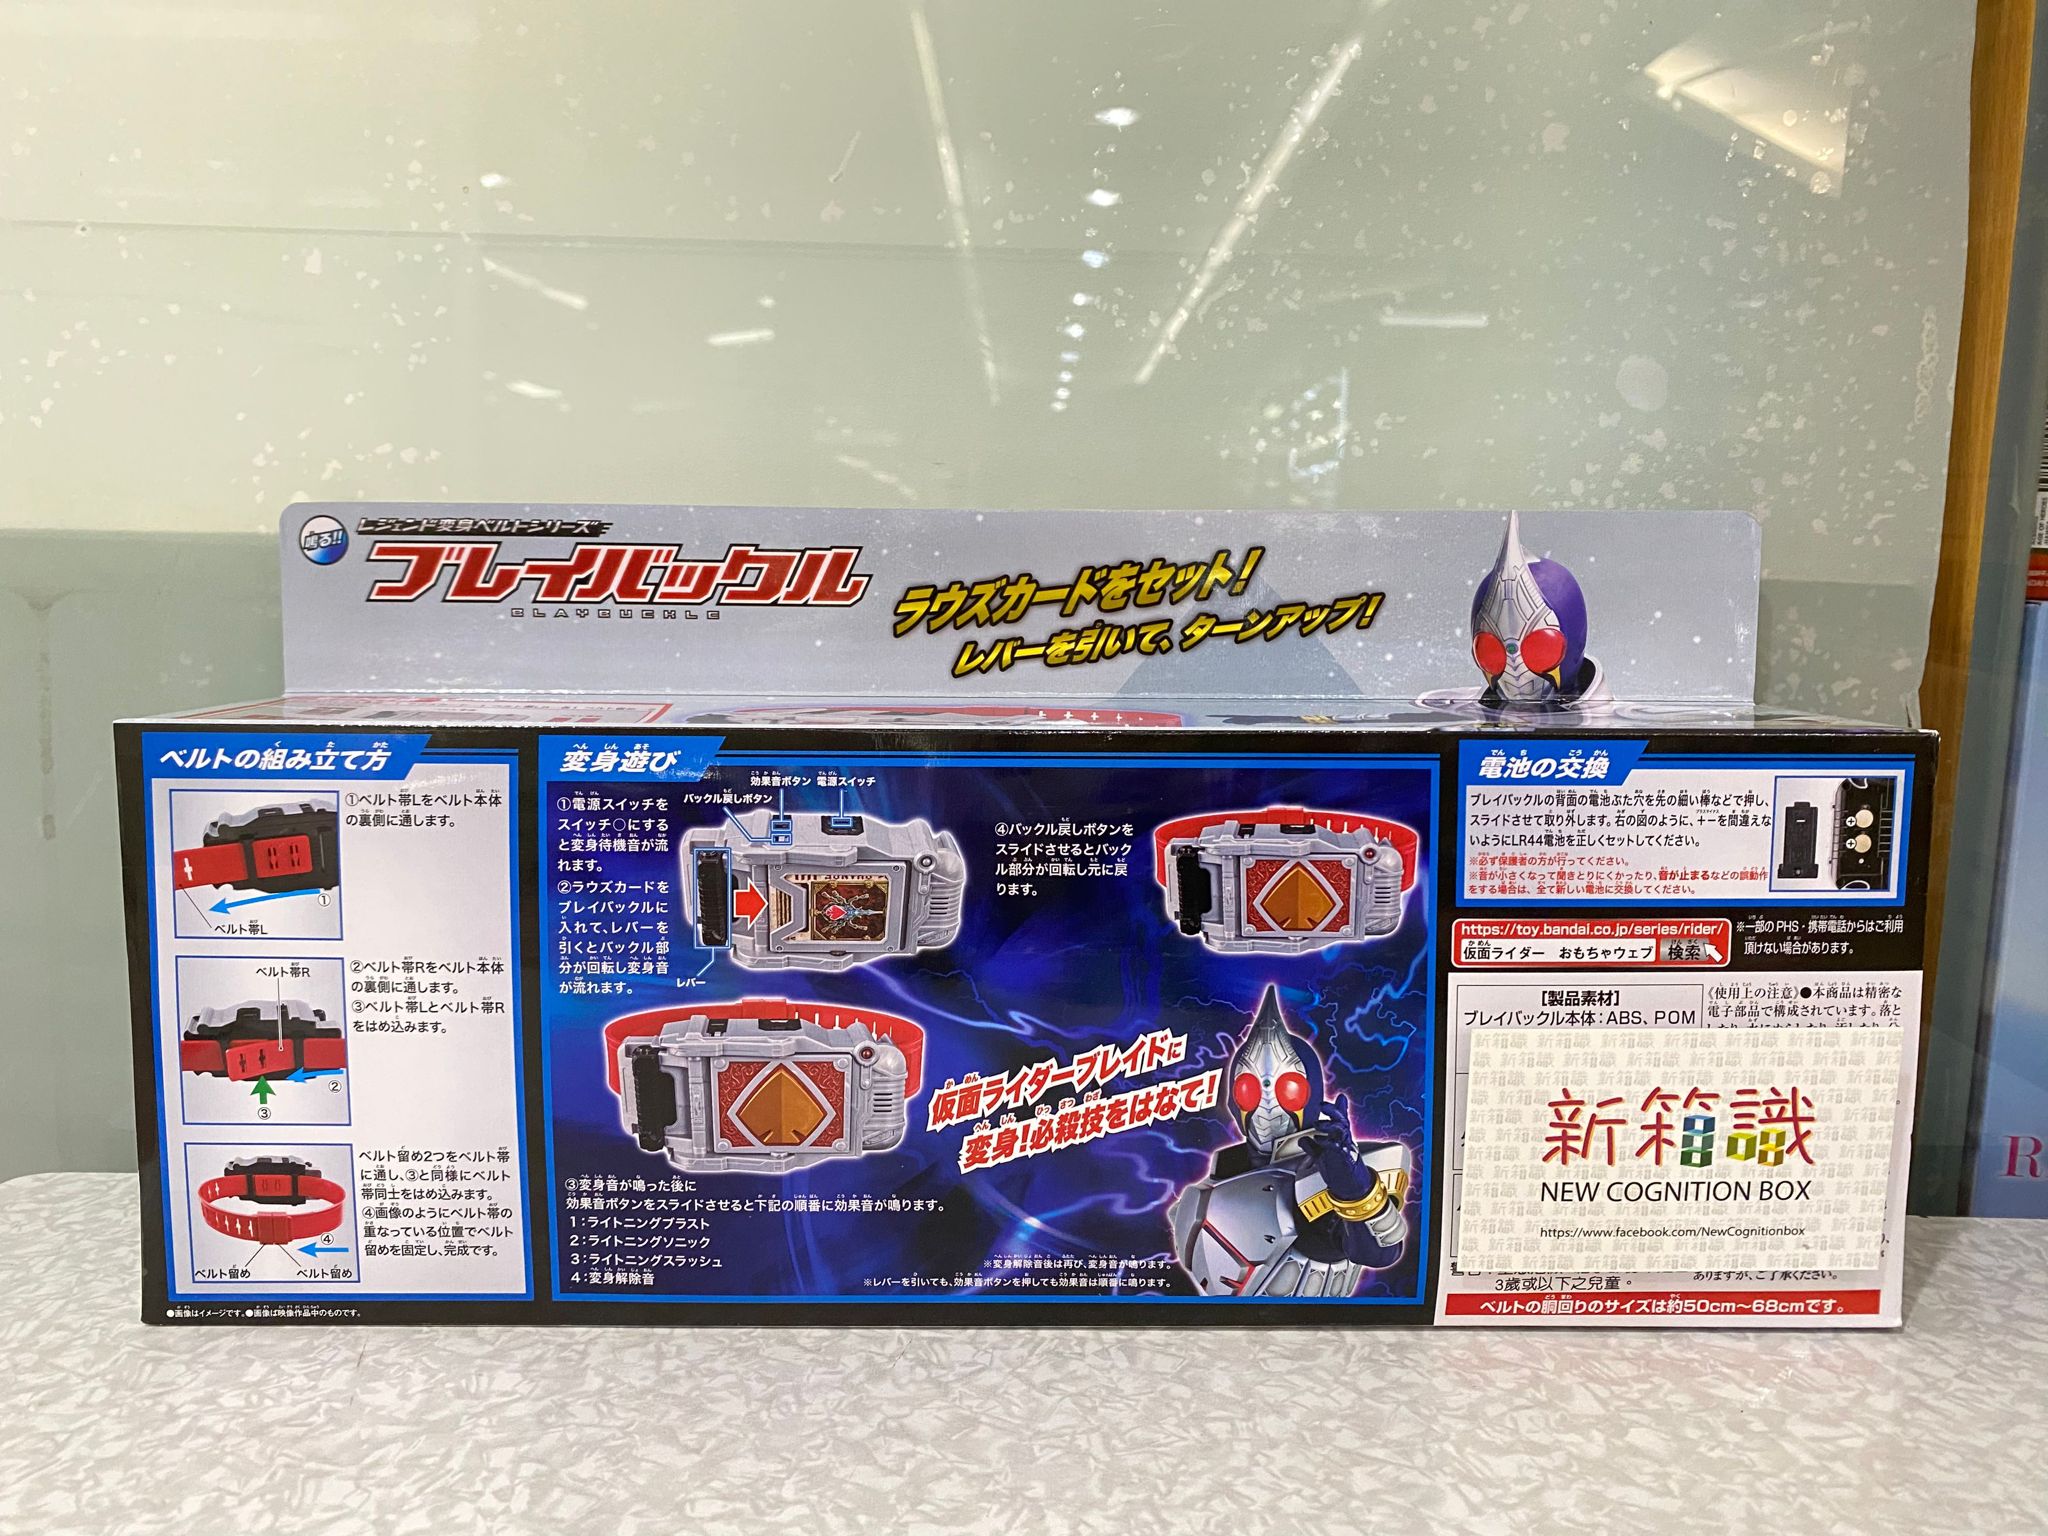 鳴る!!
レジェンド変身ベルトシリーズ
ブレイバックル
BLAYBUCKLE
ラウズカードをセット!
レバーを引いて、ターンアップ!
ベルトの組み立て方
①ベルト帯Lをベルト本体
の裏側に通します。
①
ベルト帯L
ベルト帯R
②ベルト帯Rをベルト本体
の裏側に通します。
③ベルト帯Lとベルト帯R
をはめ込みます。
②
③
ベルト留め2つをベルト帯
に通し、③と同様にベルト
帯同士をはめ込みます。
④画像のようにベルト帯の
重なっている位置でベルト
留めを固定し、完成です。
④
ベルト留め
ベルト留め
●画像はイメージです。●画像は映像作品中のものです。
変身遊び
①電源スイッチを
スイッチ○にする
と変身待機音が流
れます。
②ラウズカードを
ブレイバックルに
入れて、レバーを
引くとバックル部
分が回転し変身音
が流れます。
効果音ボタン 電源スイッチ
バックル戻しボタン
レバー
④バックル戻しボタンを
スライドさせるとバック
ル部分が回転し元に戻
ります。
仮面ライダーブレイドに
変身!必殺技をはなて!
③変身音が鳴った後に
効果音ボタンをスライドさせると下記の順番に効果音が鳴ります。
1:ライトニングブラスト
2:ライトニングソニック
3:ライトニングスラッシュ
4:変身解除音
※変身解除音後は再び、変身音が鳴ります。
※レバーを引いても、効果音ボタンを押しても効果音は順番に鳴ります。
電池の交換
ブレイバックルの背面の電池ぶた穴を先の細い棒などで押し、
スライドさせて取り外します。右の図のように、+−を間違えな
いようにLR44電池を正しくセットしてください。
※必ず保護者の方が行ってください。
※音が小さくなって聞きとりにくかったり、音が止まるなどの誤動作
をする場合は、全て新しい電池に交換してください。
https://toy.bandai.co.jp/series/rider/
仮面ライダー おもちゃウェブ 検索
※一部のPHS・携帯電話からはご利用
頂けない場合があります。
【製品素材】
ブレイバックル本体:ABS、POM
《使用上の注意》●本商品は精密な
電子部品で構成されています。落と
新箱識
NEW COGNITION BOX
https://www.facebook.com/NewCognitionbox
3歲或以下之兒童。
ありますが、ご了承ください。
ベルトの胴回りのサイズは約50cm〜68cmです。
R